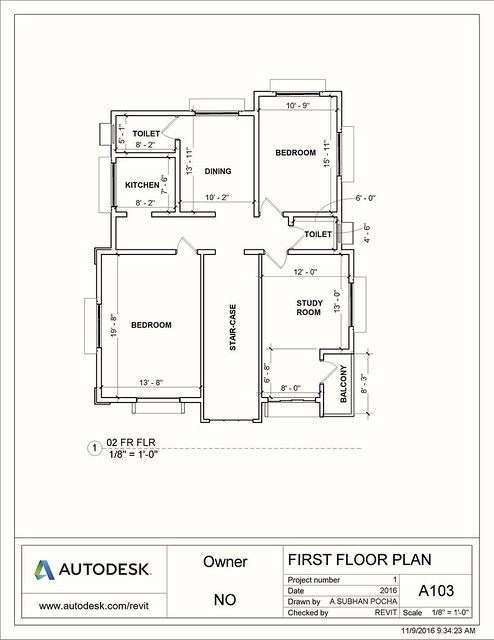 10' - 9"
TOILET
5' - 1"
8' - 2"
BEDROOM
15' - 11"
13' - 11"
DINING
KITCHEN
7' - 6"
8' - 2"
10' - 2"
6' - 0"
TOILET
4' - 6"
12' - 0"
19' - 8"
BEDROOM
STAIR-CASE
STUDY
ROOM
13' - 0"
13' - 8"
6' - 8"
8' - 0"
BALCONY
8' - 3"
1
02 FR FLR
1/8" = 1'-0"
AUTODESK.
www.autodesk.com/revit
Owner
NO
FIRST FLOOR PLAN
Project number 1
Date 2016
Drawn by A.SUBHAN POCHA
Checked by REVIT
A103
Scale 1/8" = 1'-0"
11/9/2016 9:34:23 AM